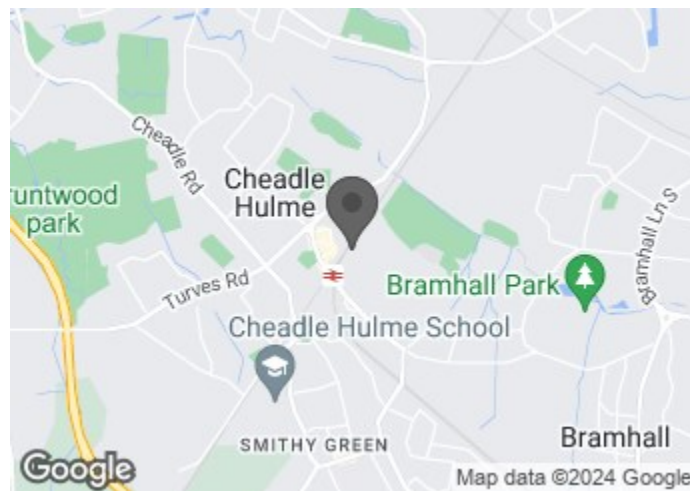 Cheadle Rd
Cheadle
Hulme
runtwood
park
Turves Rd
Bramhall Park
Bramhall Ln S
Cheadle Hulme School
SMITHY GREEN
Bramhall
Google
Map data ©2024 Google